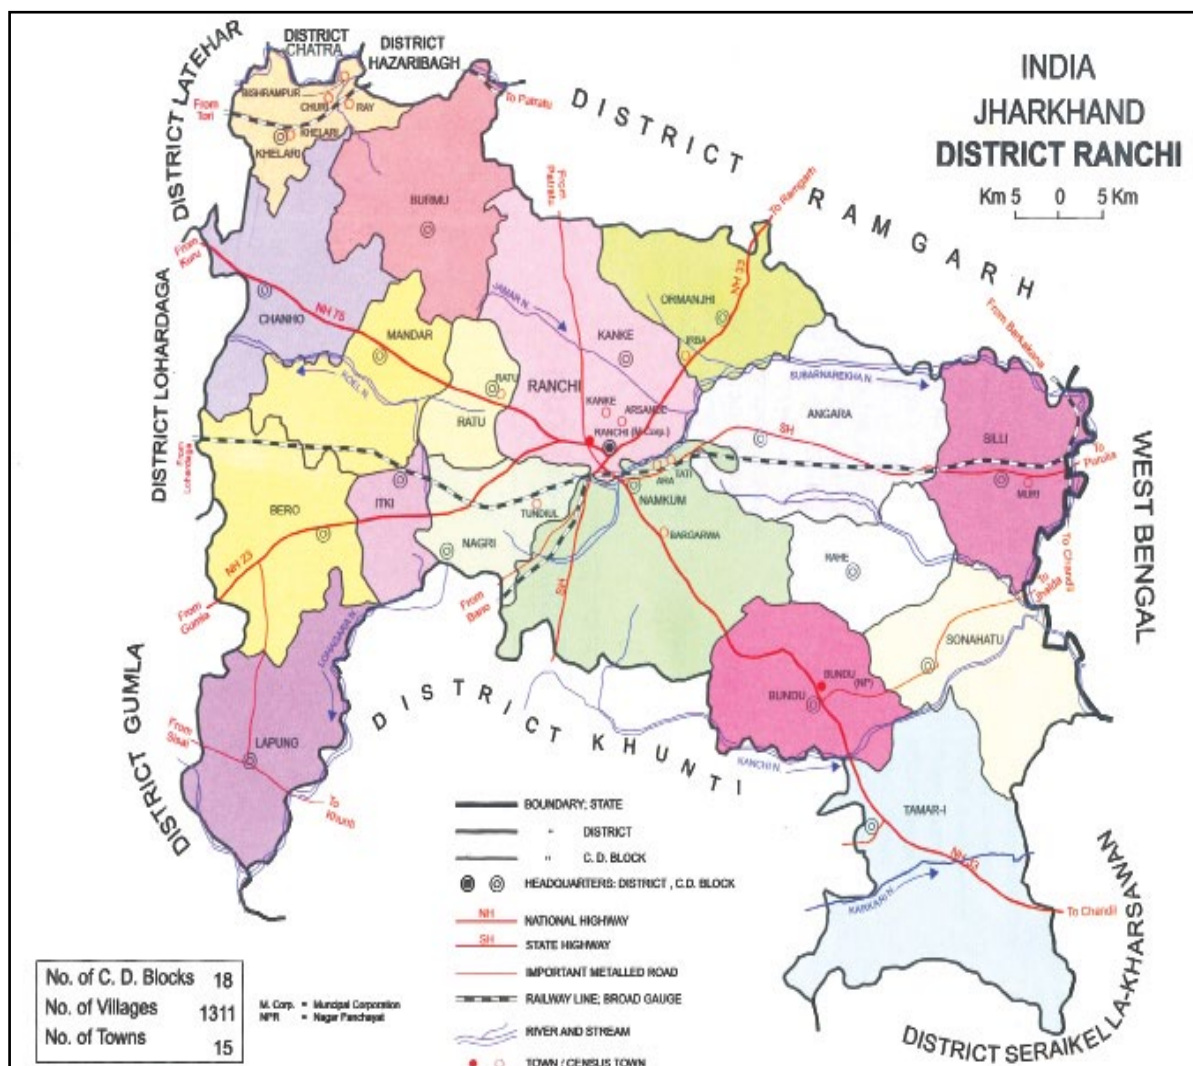 INDIA
JHARKHAND
DISTRICT RANCHI
Km 5 0 5 Km
DISTRICT LATEHAR
DISTRICT
CHATRA
DISTRICT
HAZARIBAGH
DISTRICT RAMGARH
DISTRICT LOHARDAGA
DISTRICT GUMLA
DISTRICT KHUNTI
WEST BENGAL
DISTRICT SERAIKELLA-KHARSAWAN
From
Tori
BISHRAMPUR
CHURI
RAY
KHELARI
KHELARI
To Patratu
From
Patratu
To Ramgarh
BURMU
From
Kuru
CHANHO
NH 75
MANDAR
KOEL N.
JAMAR N.
KANKE
RANCHI
KANKE
ARSANDE
RANCHI (M.Corp.)
ORMANJHI
NH 33
IRBA
RATU
RATU
From Barkakana
SUBARNAREKHA N.
ANGARA
SH
SILLI
MURI
To
Purulia
From
Lohardaga
BERO
ITKI
NAGRI
TUNDIUL
ARA
TATI
NAMKUM
BARGARWA
RAHE
NH 23
From
Gumla
From
Bano
SH
To Chandil
To
Jhalda
SONAHATU
BUNDU
(NP)
BUNDU
LAPUNG
From
Sisai
To
Khunti
KANCHI N.
TAMAR-I
NH 33
KARKARI N.
To Chandil
BOUNDARY: STATE
" DISTRICT
" C. D. BLOCK
HEADQUARTERS: DISTRICT , C.D. BLOCK
NH NATIONAL HIGHWAY
SH STATE HIGHWAY
IMPORTANT METALLED ROAD
RAILWAY LINE; BROAD GAUGE
RIVER AND STREAM
TOWN / CENSUS TOWN
No. of C. D. Blocks 18
No. of Villages 1311
No. of Towns 15
M. Corp. = Muncipal Corporation
NPR = Nagar Panchayat